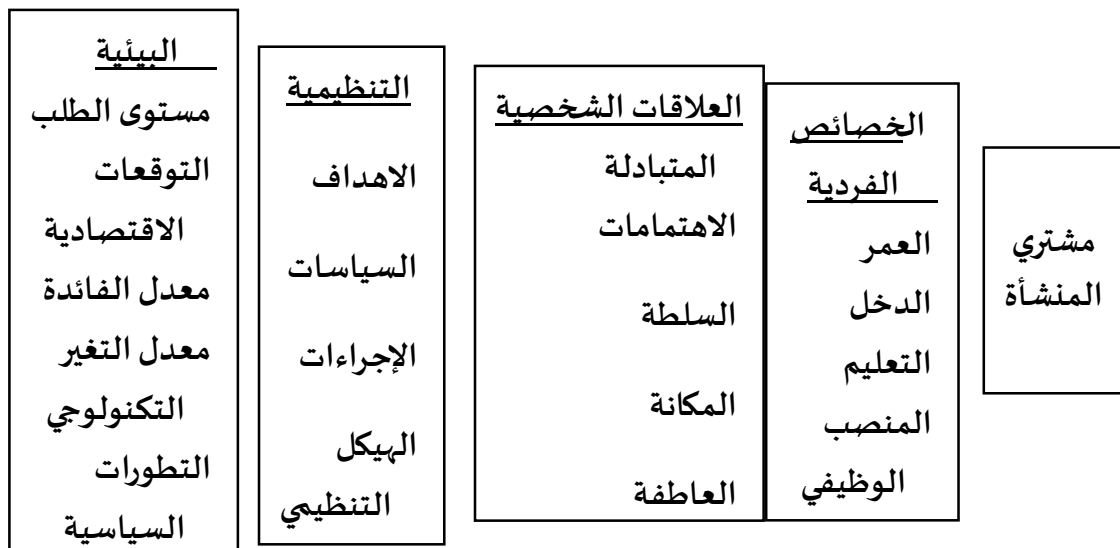 البيئية
مستوى الطلب
التوقعات
الاقتصادية
معدل الفائدة
معدل التغير
التكنولوجي
التطورات
السياسية
التنظيمية
الاهداف
السياسات
الإجراءات
الهيكل
التنظيمي
العلاقات الشخصية
المتبادلة
الاهتمامات
السلطة
المكانة
العاطفة
الخصائص
الفردية
العمر
الدخل
التعليم
المنصب
الوظيفي
مشتري
المنشأة